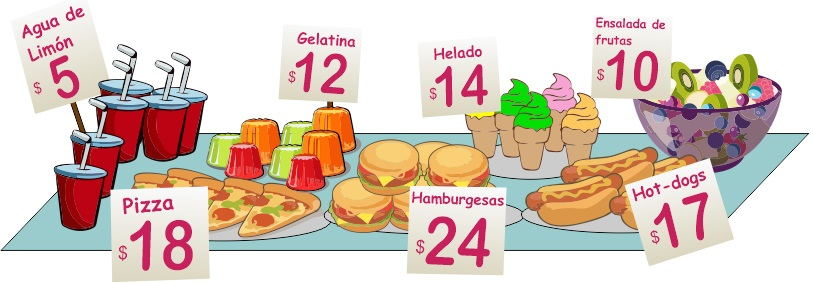 Agua de
Limón
$5
Gelatina
$12
Helado
$14
Ensalada de
frutas
$10
Pizza
$18
Hamburgesas
$24
Hot-dogs
$17